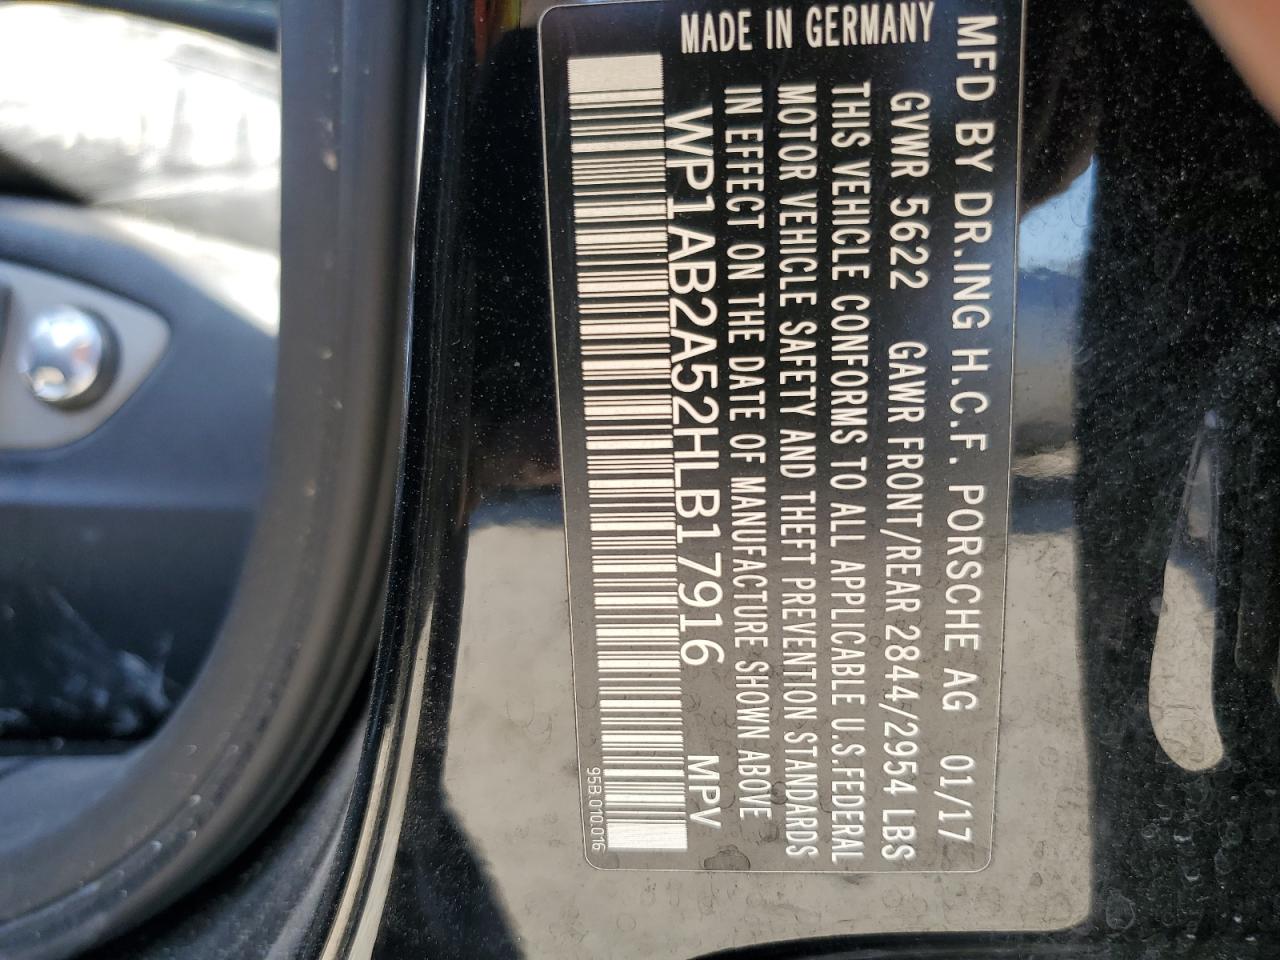 MFD BY DR.ING H.C.F. PORSCHE AG 01/17
GVWR 5622 GAWR FRONT/REAR 2844/2954 LBS
THIS VEHICLE CONFORMS TO ALL APPLICABLE U.S.FEDERAL
MOTOR VEHICLE SAFETY AND THEFT PREVENTION STANDARDS
IN EFFECT ON THE DATE OF MANUFACTURE SHOWN ABOVE
WP1AB2A52HLB17916 MPV
MADE IN GERMANY
95B.010.016